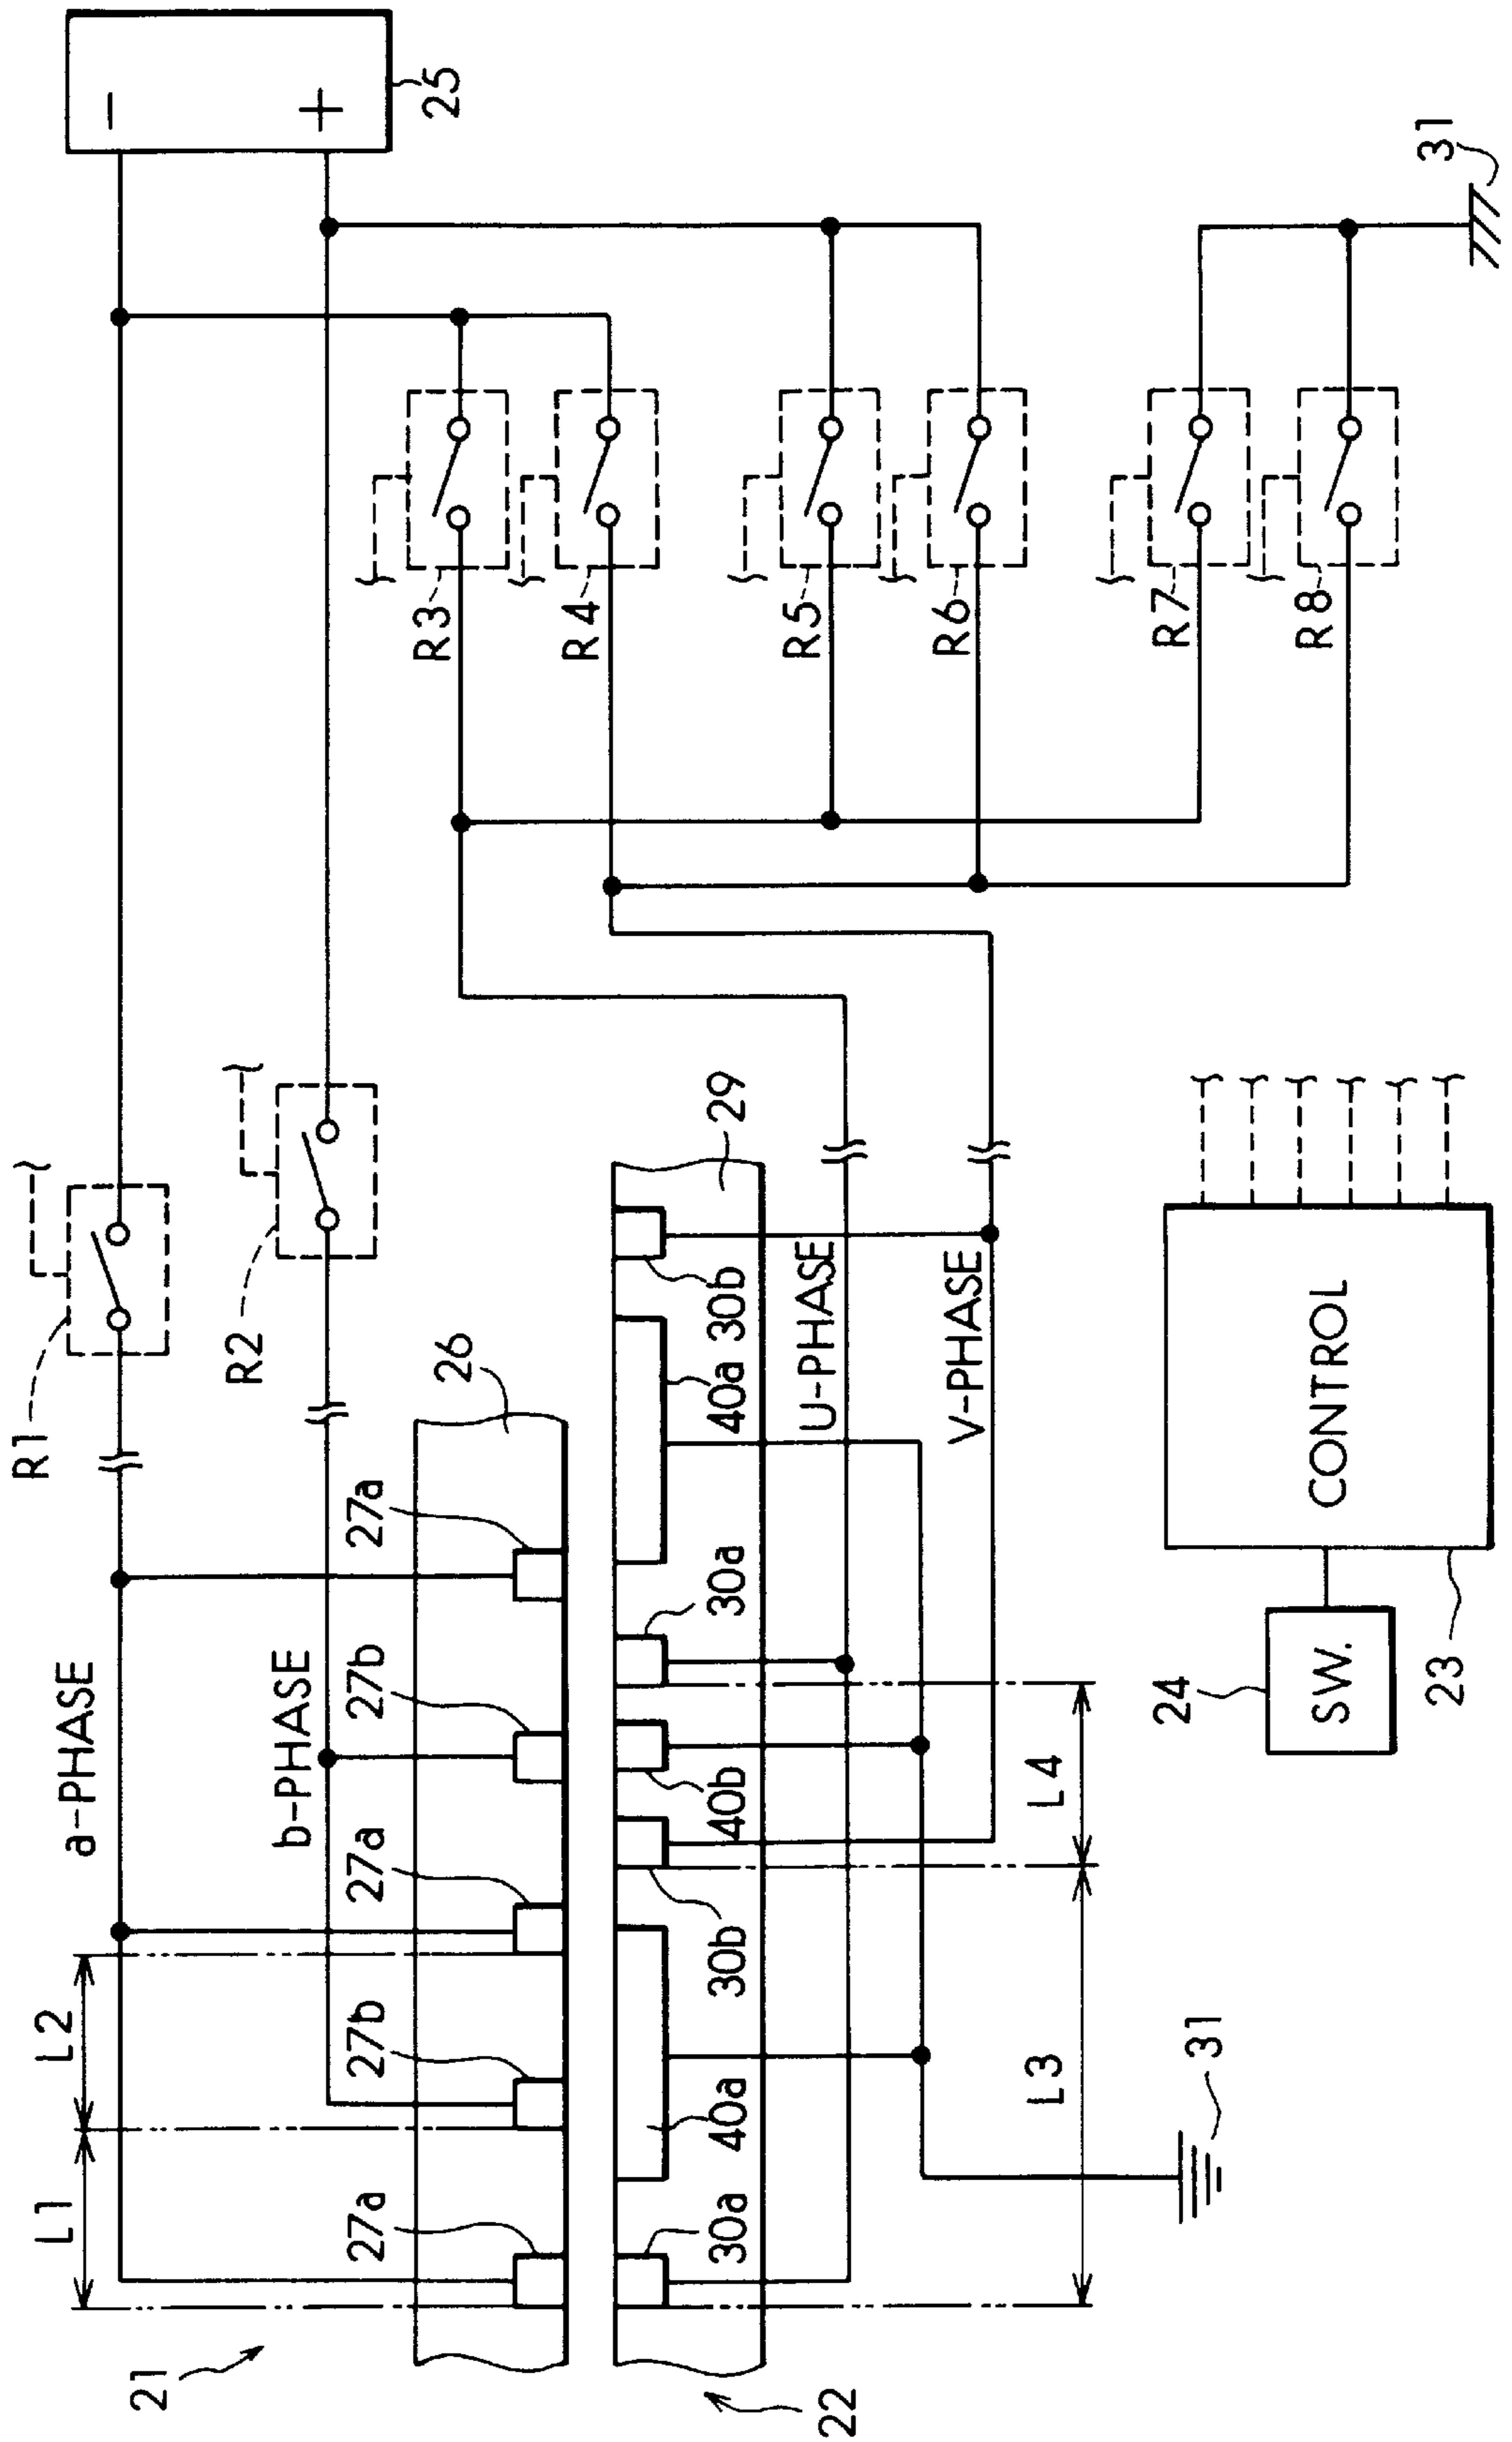 21
L1
L2
a-PHASE
b-PHASE
R1
R2
27a
27b
27a
27b
27a
26
−
+
25
30a
40a
30b
40b
30a
40a
30b
29
22
U-PHASE
V-PHASE
L3
L4
31
R3
R4
R5
R6
R7
R8
31
24
SW.
23
CONTROL